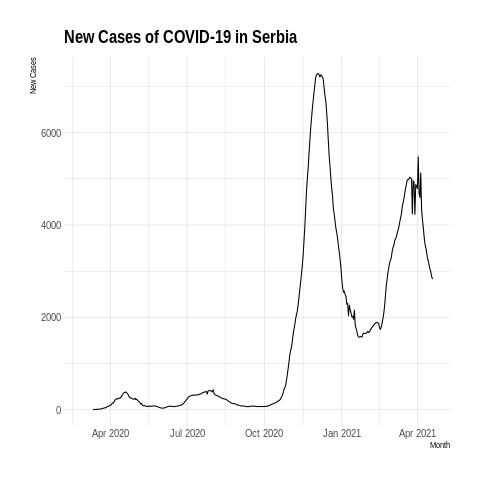 New Cases of COVID-19 in Serbia
New Cases
6000
4000
2000
0
Apr 2020 Jul 2020 Oct 2020 Jan 2021 Apr 2021
Month